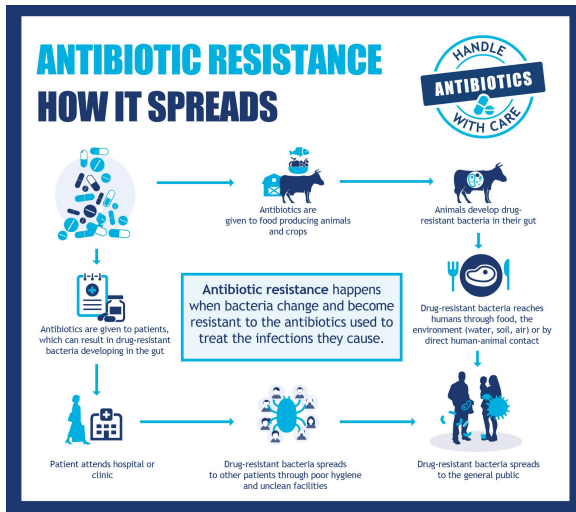 ANTIBIOTIC RESISTANCE
HOW IT SPREADS
HANDLE
ANTIBIOTICS
WITH CARE
Antibiotics are
given to food producing animals
and crops
Animals develop drug-
resistant bacteria in their gut
Antibiotics are given to patients,
which can result in drug-resistant
bacteria developing in the gut
Antibiotic resistance happens
when bacteria change and become
resistant to the antibiotics used to
treat the infections they cause.
Drug-resistant bacteria reaches
humans through food, the
environment (water, soil, air) or by
direct human-animal contact
Patient attends hospital or
clinic
Drug-resistant bacteria spreads
to other patients through poor hygiene
and unclean facilities
Drug-resistant bacteria spreads
to the general public